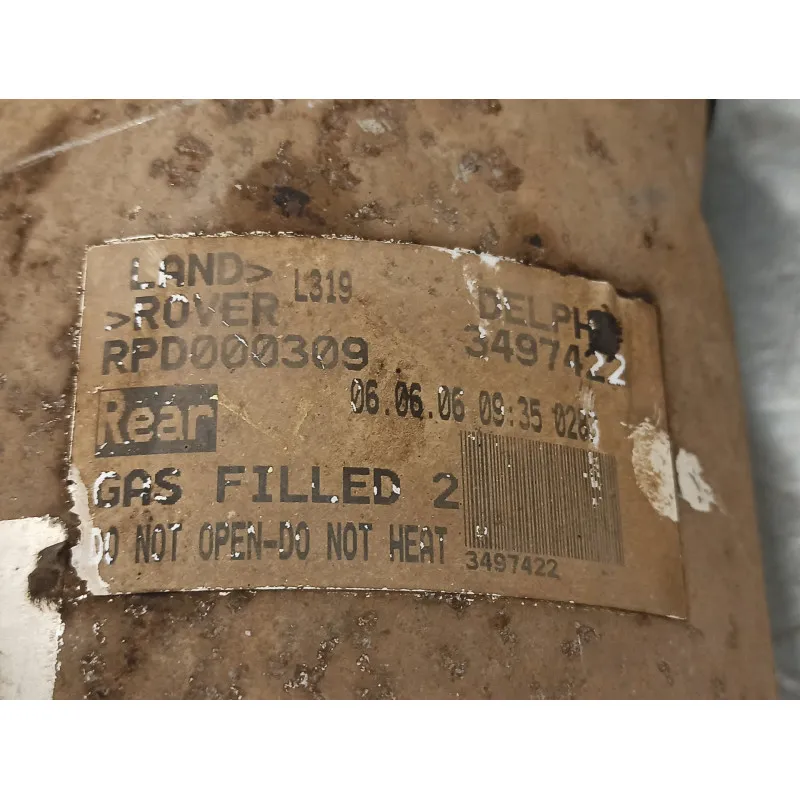 LAND> L319
>ROVER DELPHI
RPD000309 3497422
Rear 06.06.06 09:35
GAS FILLED 2
DO NOT OPEN-DO NOT HEAT
3497422